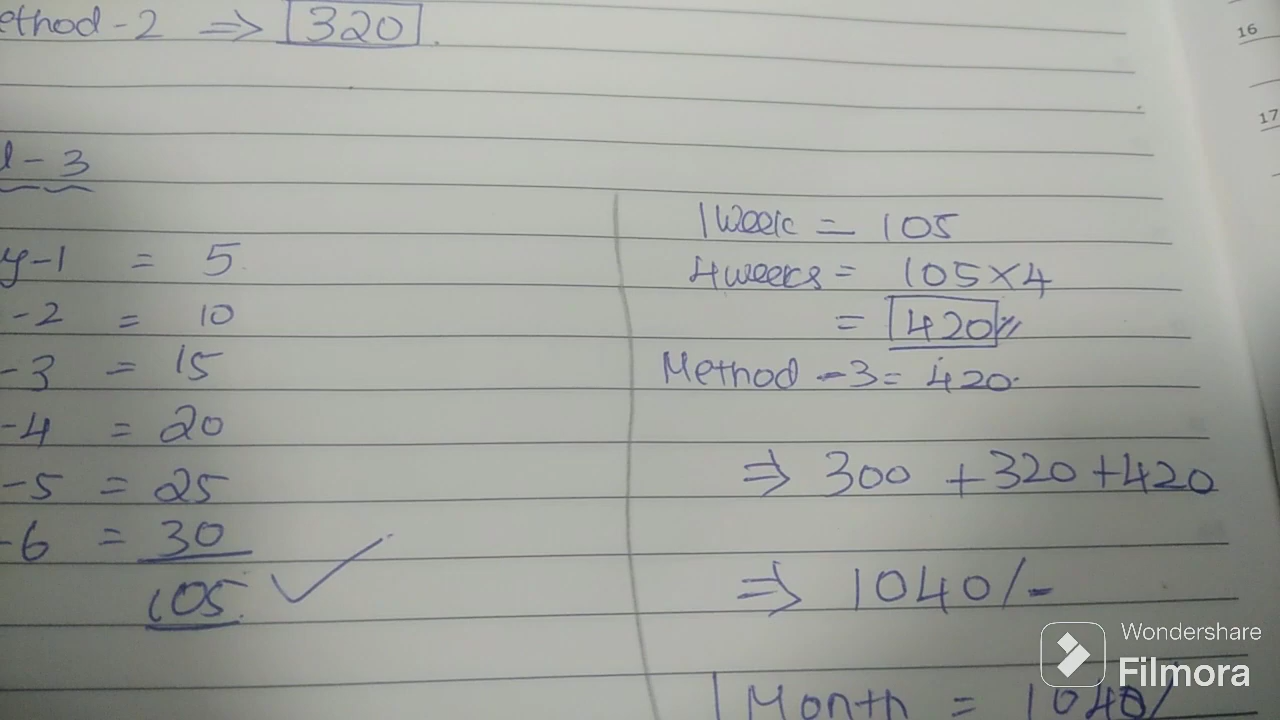 ethod-2 => 320.
16
17
d-3
y-1 = 5
-2 = 10
-3 = 15
-4 = 20
-5 = 25
-6 = 30
105
1 week = 105
4 weeks = 105×4
= 420//
Method -3 = 420.
=> 300 +320 +420
=> 1040/-
1 Month = 1040/
Wondershare
Filmora